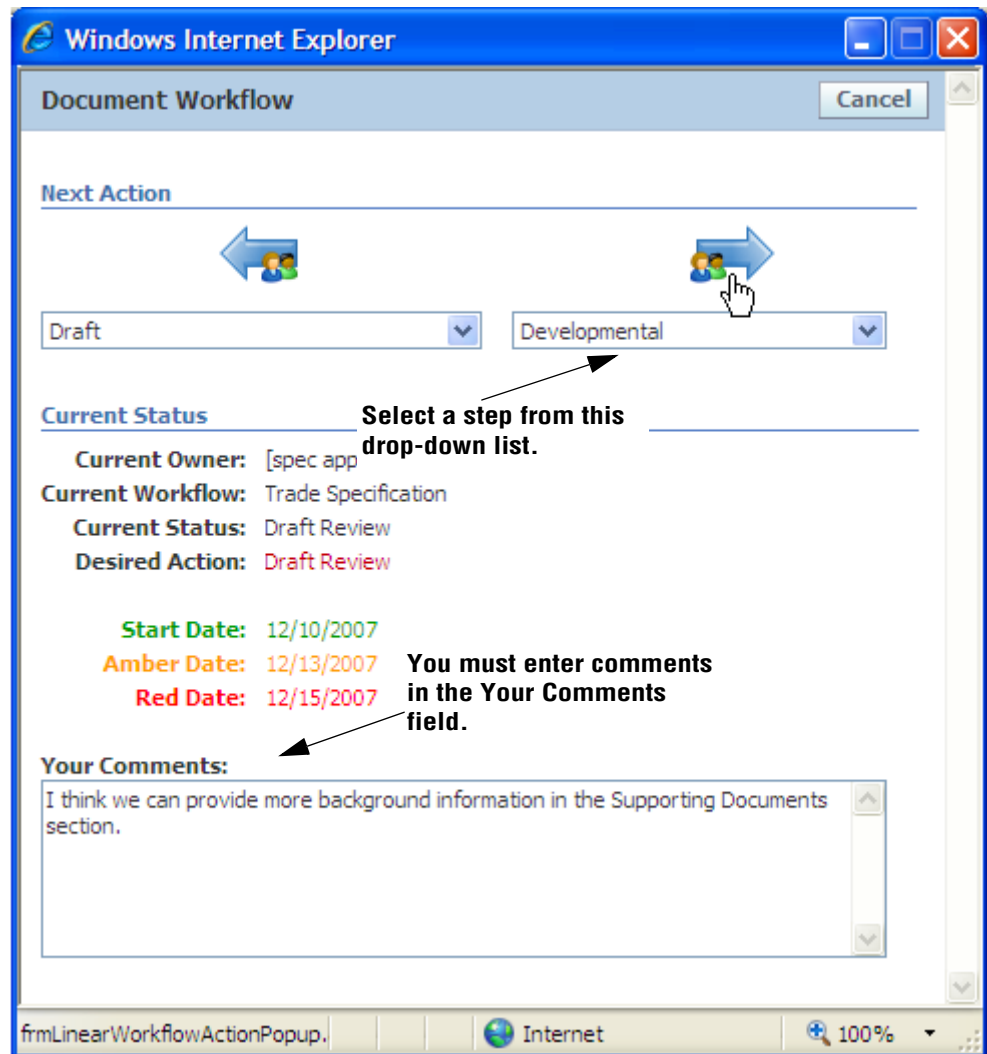 Windows Internet Explorer
Document Workflow
Cancel
Next Action
Draft
Developmental
Select a step from this
drop-down list.
Current Status
Current Owner: [spec app
Current Workflow: Trade Specification
Current Status: Draft Review
Desired Action: Draft Review
Start Date: 12/10/2007
Amber Date: 12/13/2007
Red Date: 12/15/2007
You must enter comments
in the Your Comments
field.
Your Comments:
I think we can provide more background information in the Supporting Documents
section.
frmLinearWorkflowActionPopup.
Internet
100%